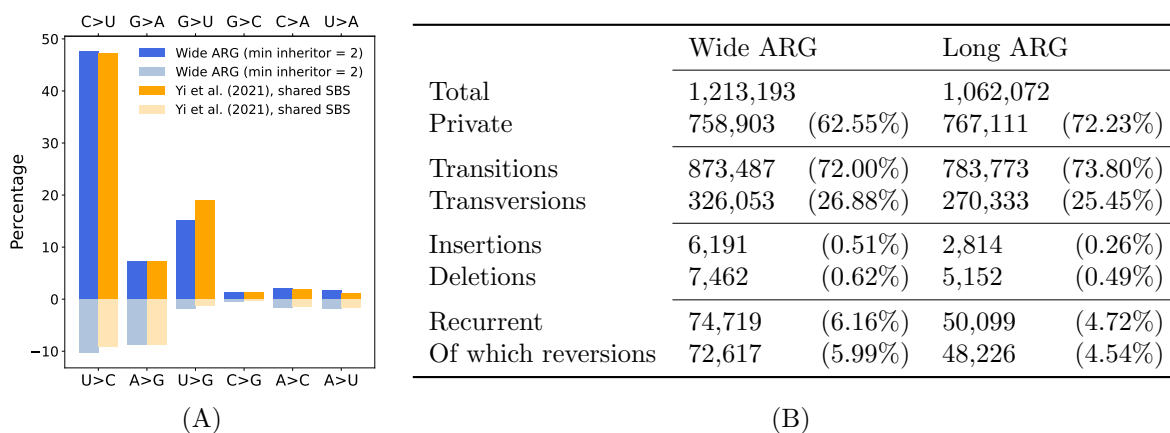 C>U G>A G>U G>C C>A U>A
50
40
30
20
10
0
−10
Percentage
Wide ARG (min inheritor = 2)
Wide ARG (min inheritor = 2)
Yi et al. (2021), shared SBS
Yi et al. (2021), shared SBS
U>C A>G U>G C>G A>C A>U
(A)
Wide ARG Long ARG
Total 1,213,193 1,062,072
Private 758,903 (62.55%) 767,111 (72.23%)
Transitions 873,487 (72.00%) 783,773 (73.80%)
Transversions 326,053 (26.88%) 270,333 (25.45%)
Insertions 6,191 (0.51%) 2,814 (0.26%)
Deletions 7,462 (0.62%) 5,152 (0.49%)
Recurrent 74,719 (6.16%) 50,099 (4.72%)
Of which reversions 72,617 (5.99%) 48,226 (4.54%)
(B)